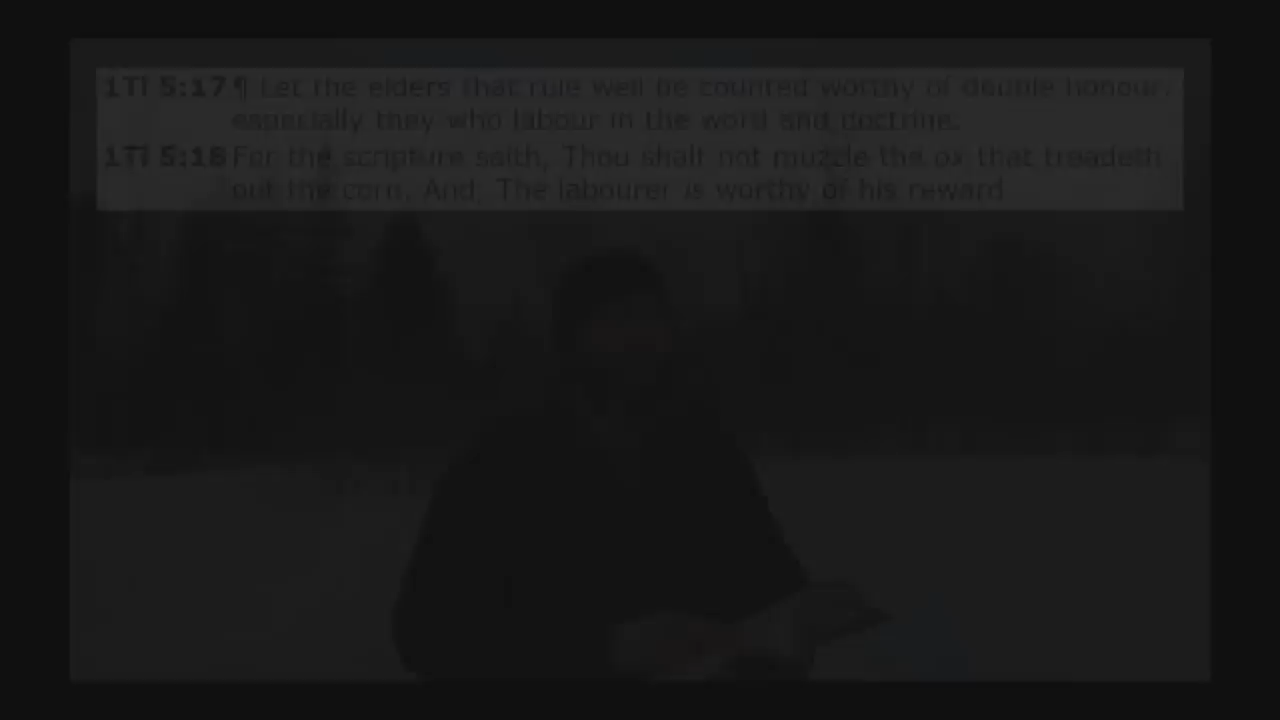 1TI 5:17¶ Let the elders that rule well be counted worthy of double honour,
especially they who labour in the word and doctrine.
1TI 5:18 For the scripture saith, Thou shalt not muzzle the ox that treadeth
out the corn. And, The labourer is worthy of his reward.